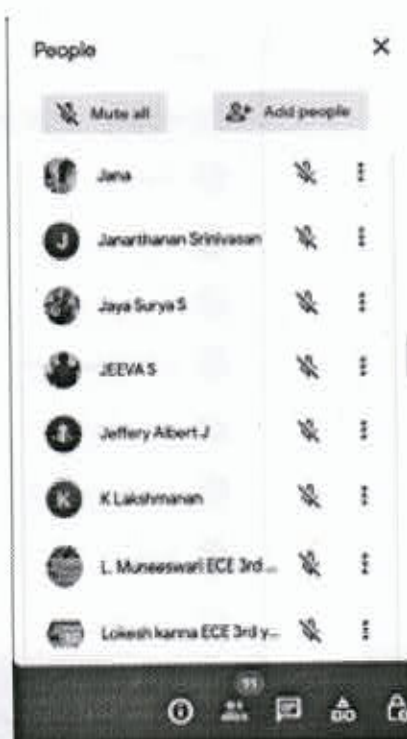 People
Mute all
Add people
Jana
J
Janarthanan Srinivasan
Jaya Surya S
JEEVA S
Jeffery Albert J
K
K Lakshmanan
L. Muneeswari ECE 3rd ...
Lokesh kanna ECE 3rd y...